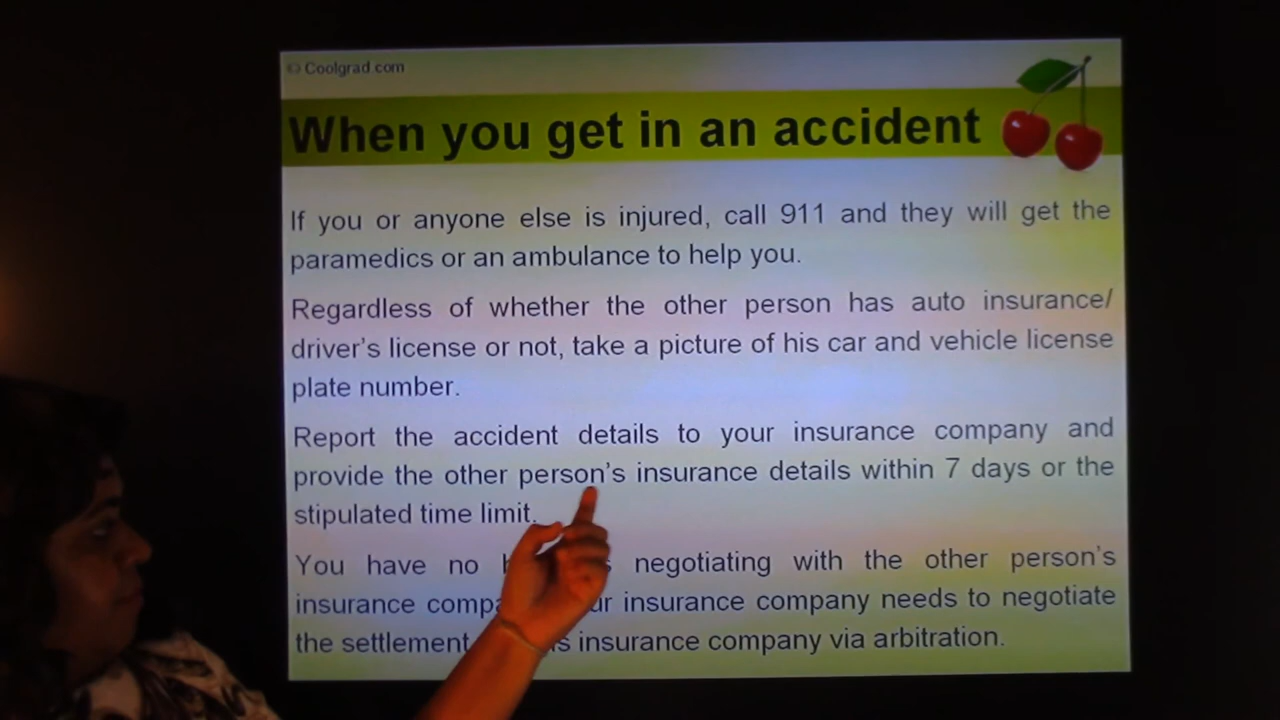 © Coolgrad.com
When you get in an accident
If you or anyone else is injured, call 911 and they will get the
paramedics or an ambulance to help you.
Regardless of whether the other person has auto insurance/
driver's license or not, take a picture of his car and vehicle license
plate number.
Report the accident details to your insurance company and
provide the other person's insurance details within 7 days or the
stipulated time limit.
You have no negotiating with the other person's
insurance insurance company needs to negotiate
the settlement insurance company via arbitration.